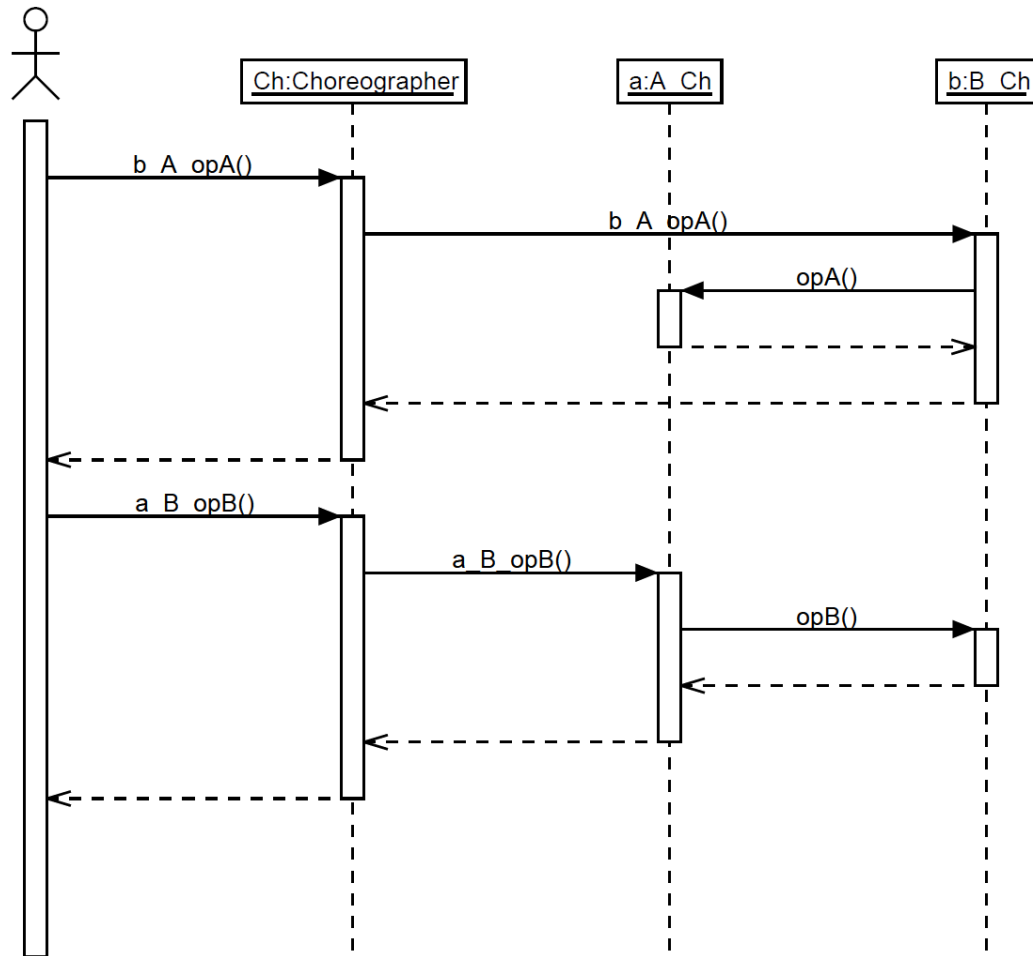 Ch:Choreographer
a:A_Ch
b:B_Ch
b_A_opA()
b_A_opA()
opA()
a_B_opB()
a_B_opB()
opB()